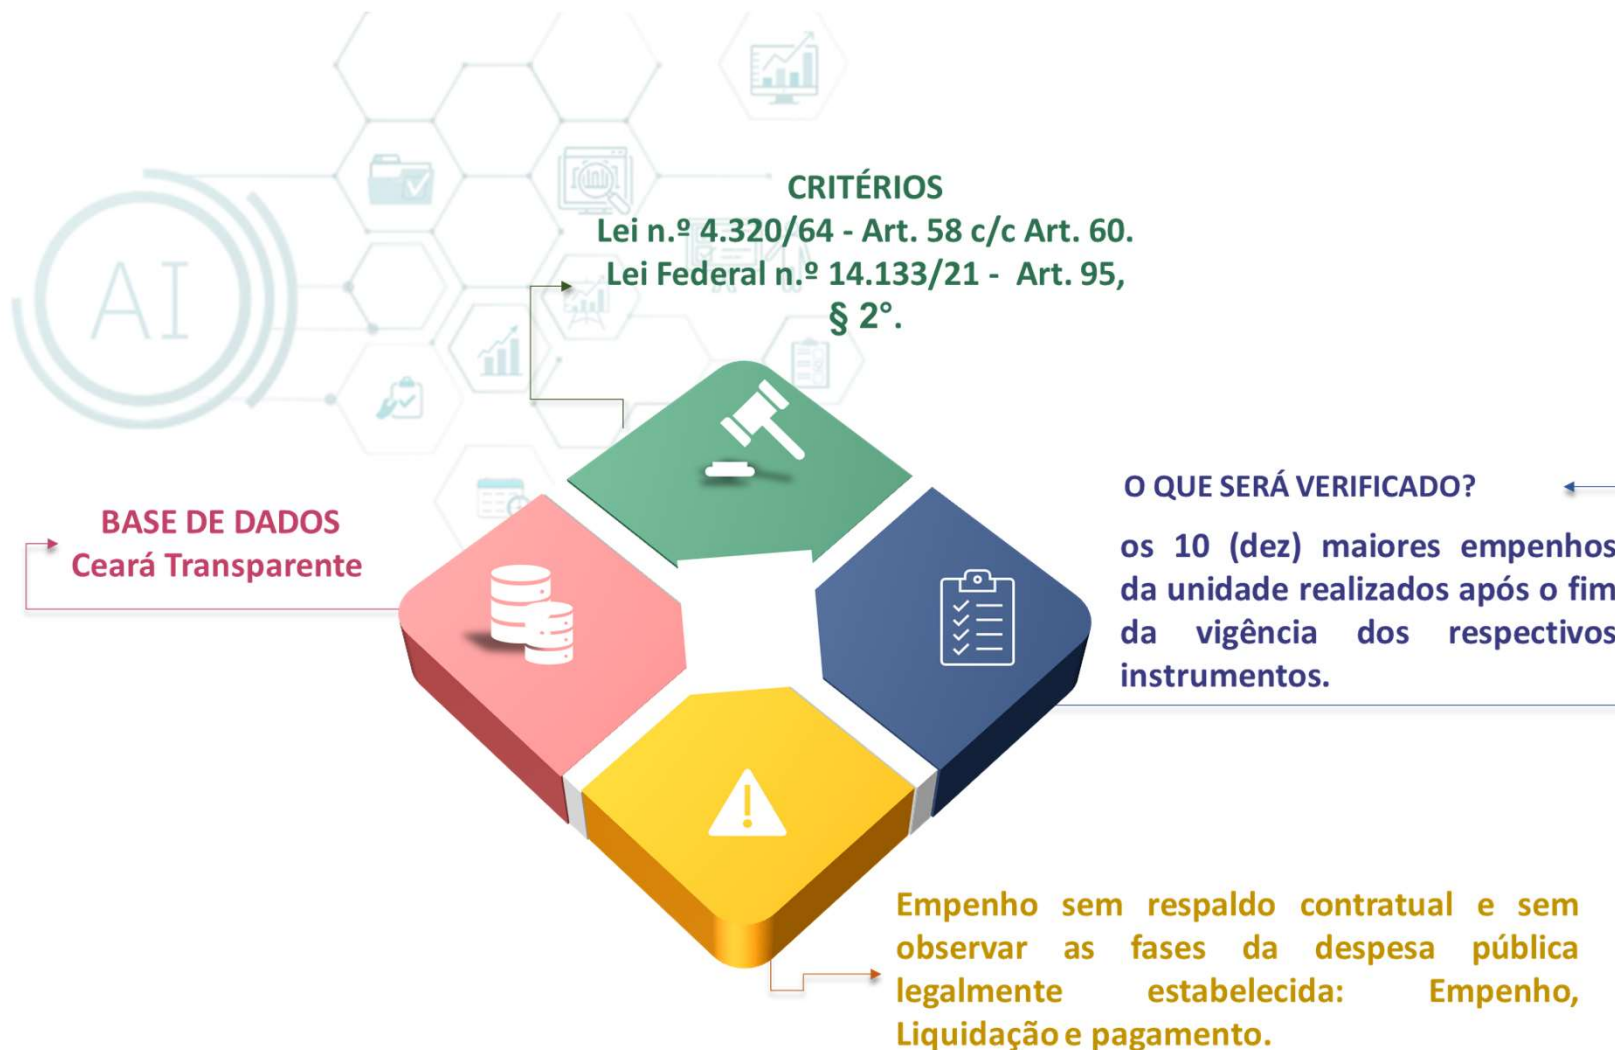 AI
CRITÉRIOS
Lei n.º 4.320/64 - Art. 58 c/c Art. 60.
Lei Federal n.º 14.133/21 - Art. 95,
§ 2°.
BASE DE DADOS
Ceará Transparente
O QUE SERÁ VERIFICADO?
os 10 (dez) maiores empenhos
da unidade realizados após o fim
da vigência dos respectivos
instrumentos.
Empenho sem respaldo contratual e sem
observar as fases da despesa pública
legalmente estabelecida: Empenho,
Liquidação e pagamento.